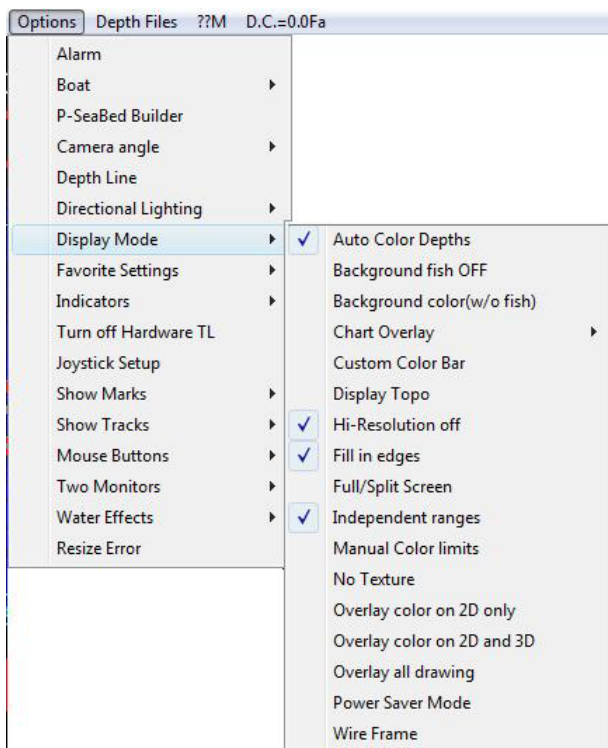 Options Depth Files ??M D.C.=0.0Fa
Alarm
Boat
P-SeaBed Builder
Camera angle
Depth Line
Directional Lighting
Display Mode
Favorite Settings
Indicators
Turn off Hardware TL
Joystick Setup
Show Marks
Show Tracks
Mouse Buttons
Two Monitors
Water Effects
Resize Error
Auto Color Depths
Background fish OFF
Background color(w/o fish)
Chart Overlay
Custom Color Bar
Display Topo
Hi-Resolution off
Fill in edges
Full/Split Screen
Independent ranges
Manual Color limits
No Texture
Overlay color on 2D only
Overlay color on 2D and 3D
Overlay all drawing
Power Saver Mode
Wire Frame